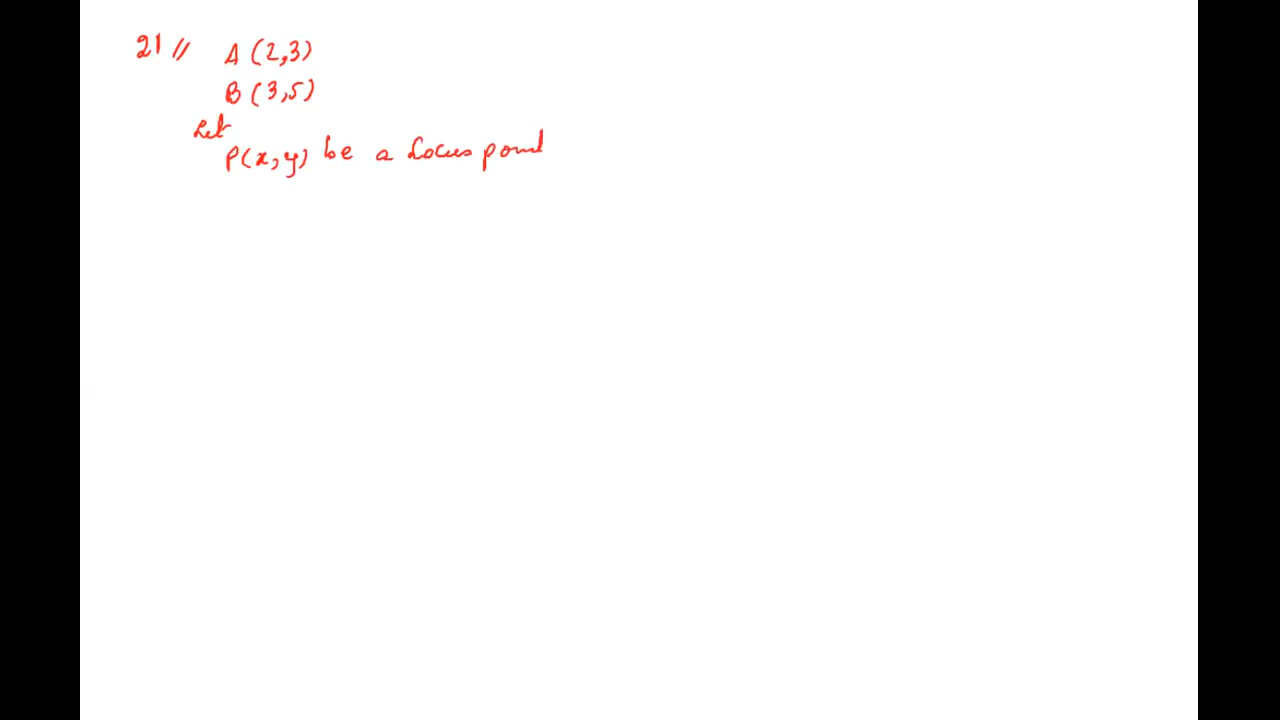 21 // A (2,3)
B (3,5)
Let
P(x,y) be a Locus point